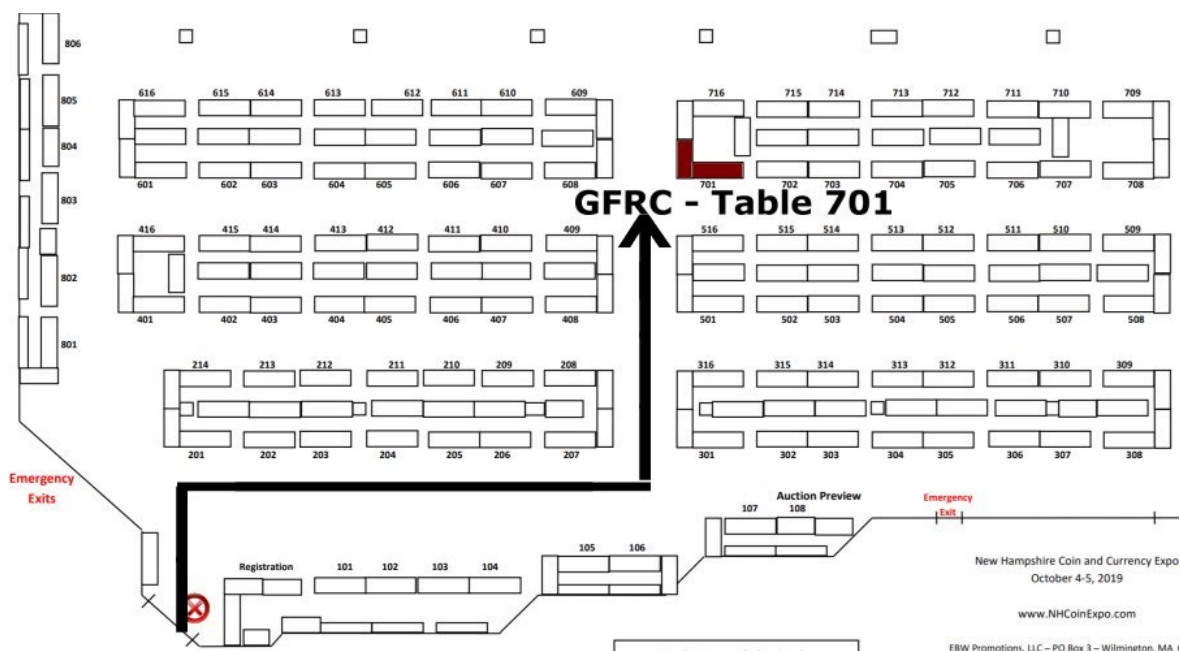 806
616 615 614 613 612 611 610 609
716 715 714 713 712 711 710 709
805
804
601 602 603 604 605 606 607 608
701 702 703 704 705 706 707 708
803
GFRC - Table 701
416 415 414 413 412 411 410 409
516 515 514 513 512 511 510 509
802
401 402 403 404 405 406 407 408
501 502 503 504 505 506 507 508
801
214 213 212 211 210 209 208
316 315 314 313 312 311 310 309
201 202 203 204 205 206 207
301 302 303 304 305 306 307 308
Emergency
Exits
Auction Preview
107 108
Emergency
Exit
Registration
101 102 103 104
105 106
New Hampshire Coin and Currency Expo
October 4-5, 2019
www.NHCoinExpo.com
EBW Promotions, LLC – PO Box 3 – Wilmington, MA